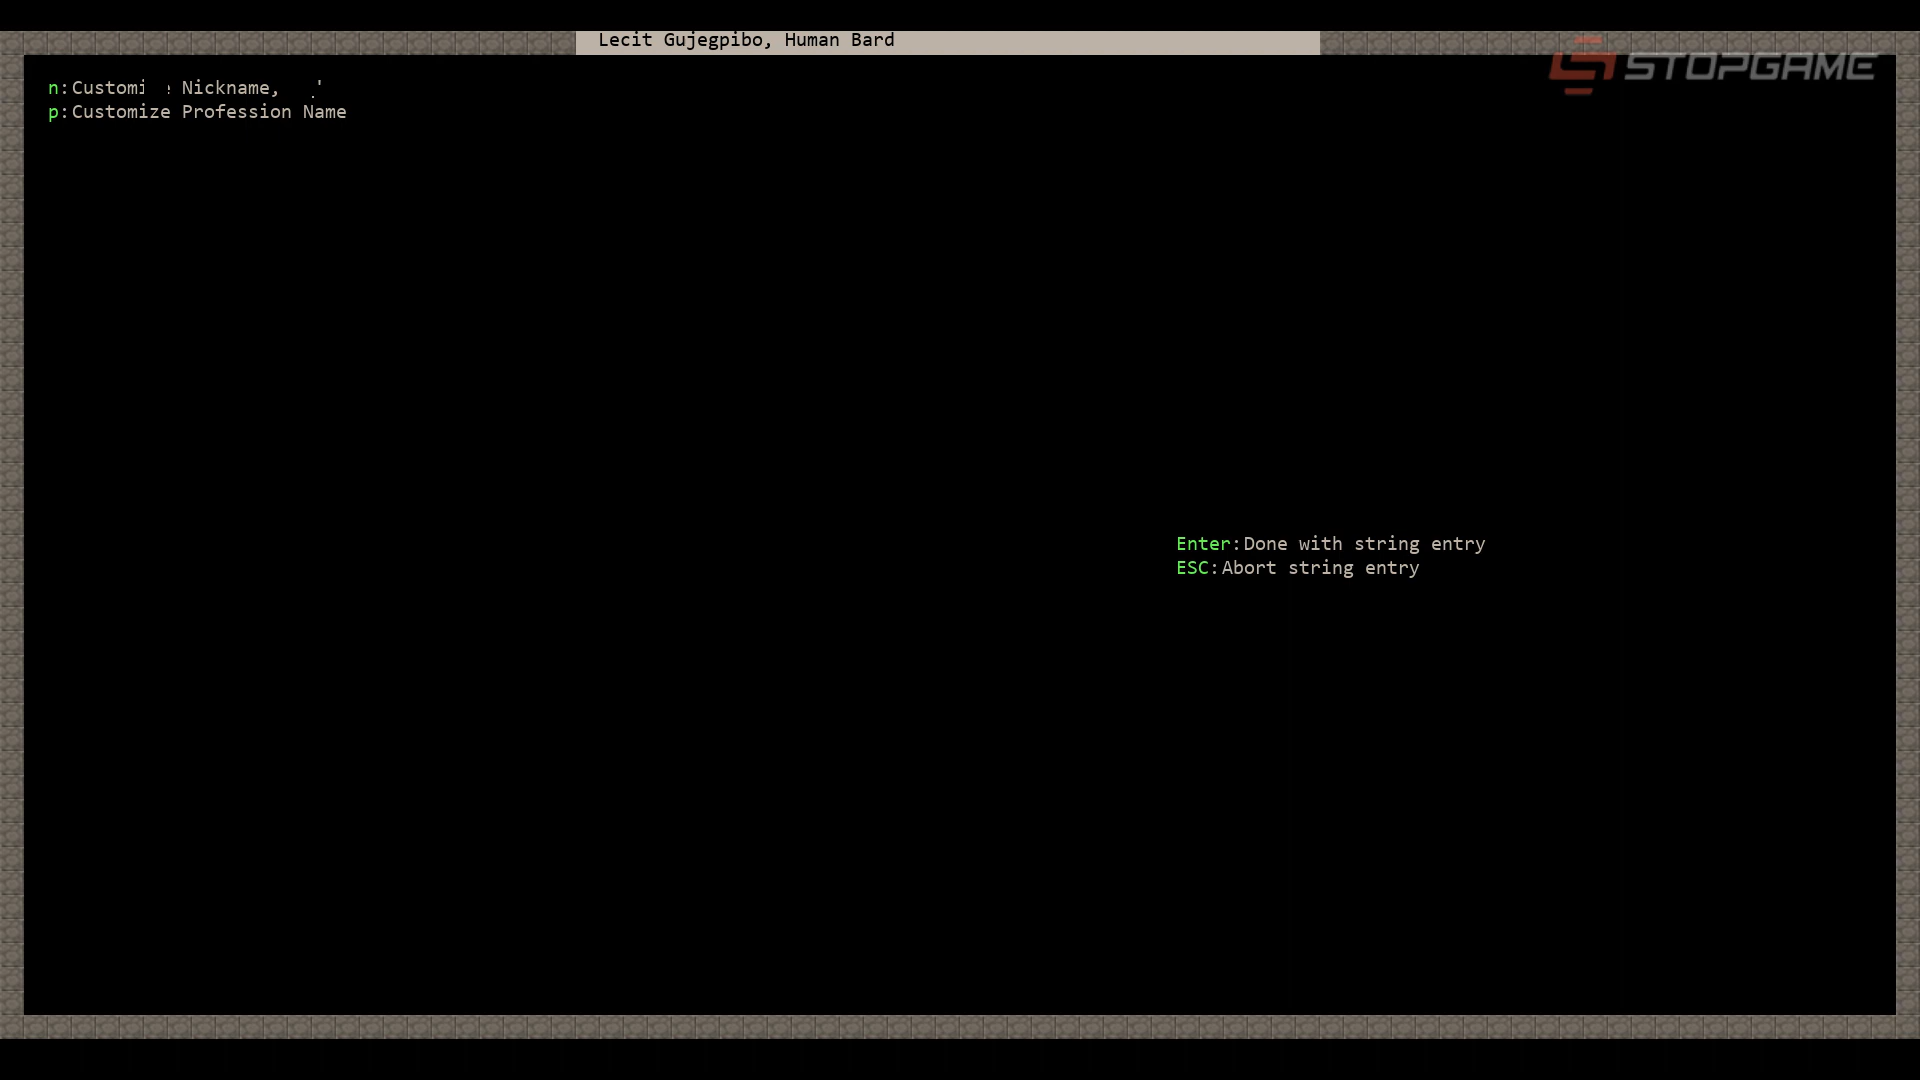 Lecit Gujegpibo, Human Bard
STOPGAME
n:Customi Nickname,
p:Customize Profession Name
Enter:Done with string entry
ESC:Abort string entry